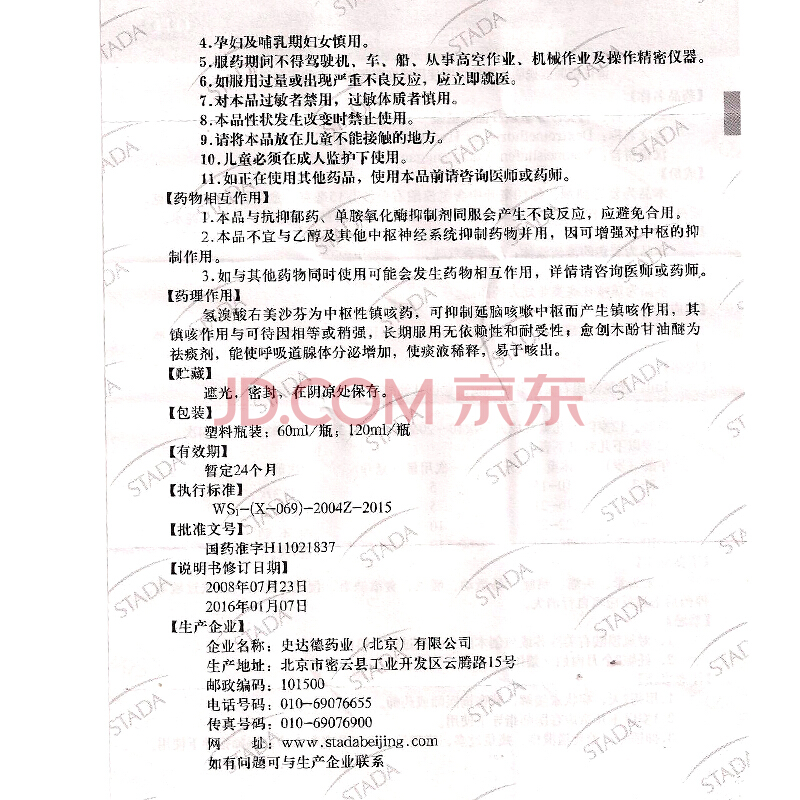 4.孕妇及哺乳期妇女慎用。
5.服药期间不得驾驶机、车、船、从事高空作业、机械作业及操作精密仪器。
6.如服用过量或出现严重不良反应，应立即就医。
7.对本品过敏者禁用，过敏体质者慎用。
8.本品性状发生改变时禁止使用。
9.请将本品放在儿童不能接触的地方。
10.儿童必须在成人监护下使用。
11.如正在使用其他药品，使用本品前请咨询医师或药师。
【药物相互作用】
1.本品与抗抑郁药、单胺氧化酶抑制剂同服会产生不良反应，应避免合用。
2.本品不宜与乙醇及其他中枢神经系统抑制药物并用，因可增强对中枢的抑
制作用。
3.如与其他药物同时使用可能会发生药物相互作用，详情请咨询医师或药师。
【药理作用】
氢溴酸右美沙芬为中枢性镇咳药，可抑制延脑咳嗽中枢而产生镇咳作用，其
镇咳作用与可待因相等或稍强，长期服用无依赖性和耐受性；愈创木酚甘油醚为
祛痰剂，能使呼吸道腺体分泌增加，使痰液稀释，易于咳出。
【贮藏】
遮光，密封，在阴凉处保存。
JD.COM 京东
【包装】
塑料瓶装；60ml/瓶；120ml/瓶
【有效期】
暂定24个月
【执行标准】
WS₁-(X-069)-2004Z-2015
【批准文号】
国药准字H11021837
【说明书修订日期】
2008年07月23日
2016年01月07日
【生产企业】
企业名称：史达德药业（北京）有限公司
生产地址：北京市密云县工业开发区云腾路15号
邮政编码：101500
电话号码：010-69076655
传真号码：010-69076900
网　址：www.stadabeijing.com
如有问题可与生产企业联系
STADA